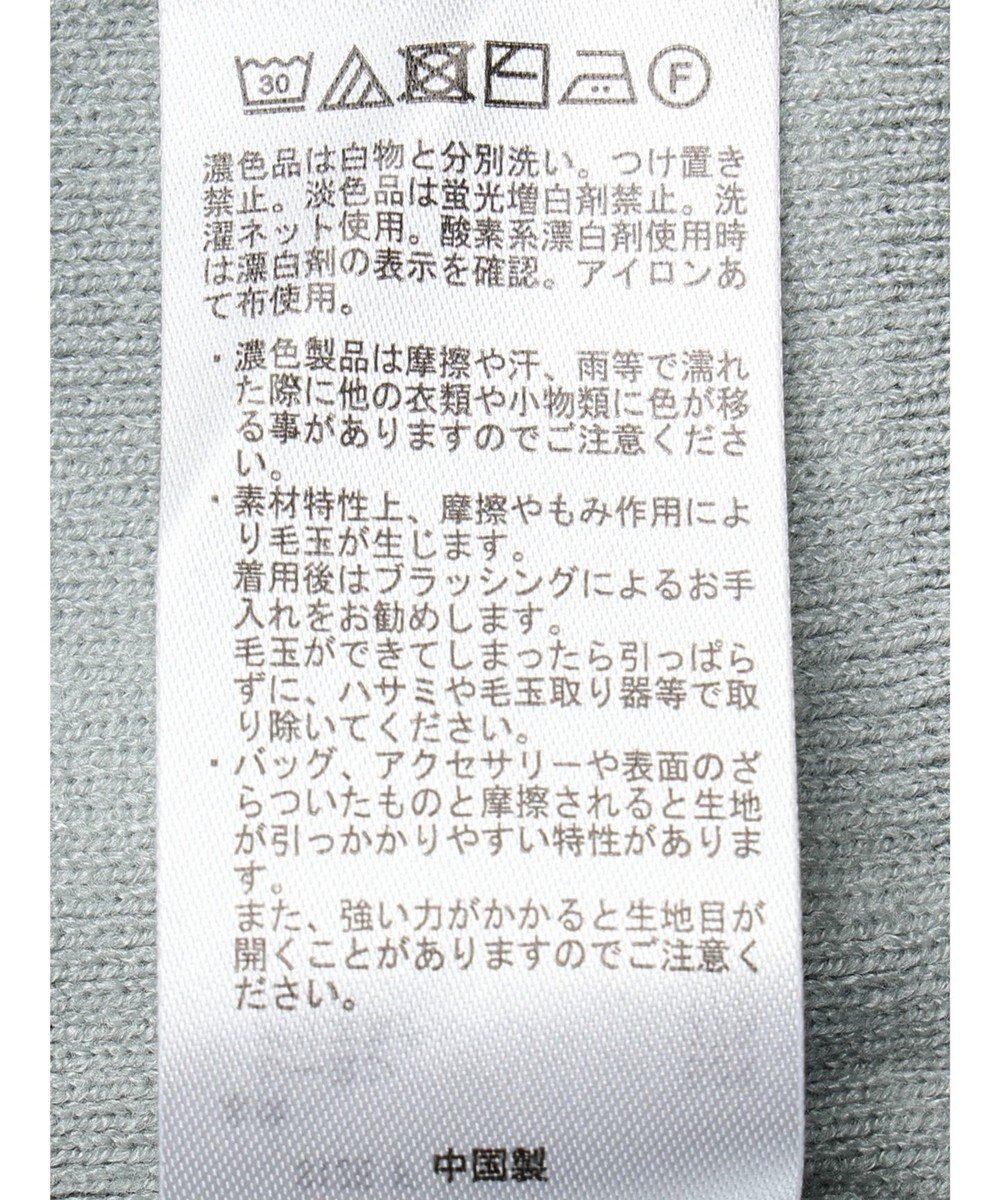 30
F
濃色品は白物と分別洗い。つけ置き
禁止。淡色品は蛍光増白剤禁止。洗
濯ネット使用。酸素系漂白剤使用時
は漂白剤の表示を確認。アイロンあ
て布使用。
・濃色製品は摩擦や汗、雨等で濡れ
た際に他の衣類や小物類に色が移
る事がありますのでご注意くださ
い。
・素材特性上、摩擦やもみ作用によ
り毛玉が生じます。
着用後はブラッシングによるお手
入れをお勧めします。
毛玉ができてしまったら引っぱら
ずに、ハサミや毛玉取り器等で取
り除いてください。
・バッグ、アクセサリーや表面のざ
らついたものと摩擦されると生地
が引っかかりやすい特性がありま
す。
また、強い力がかかると生地目が
開くことがありますのでご注意く
ださい。
中国製